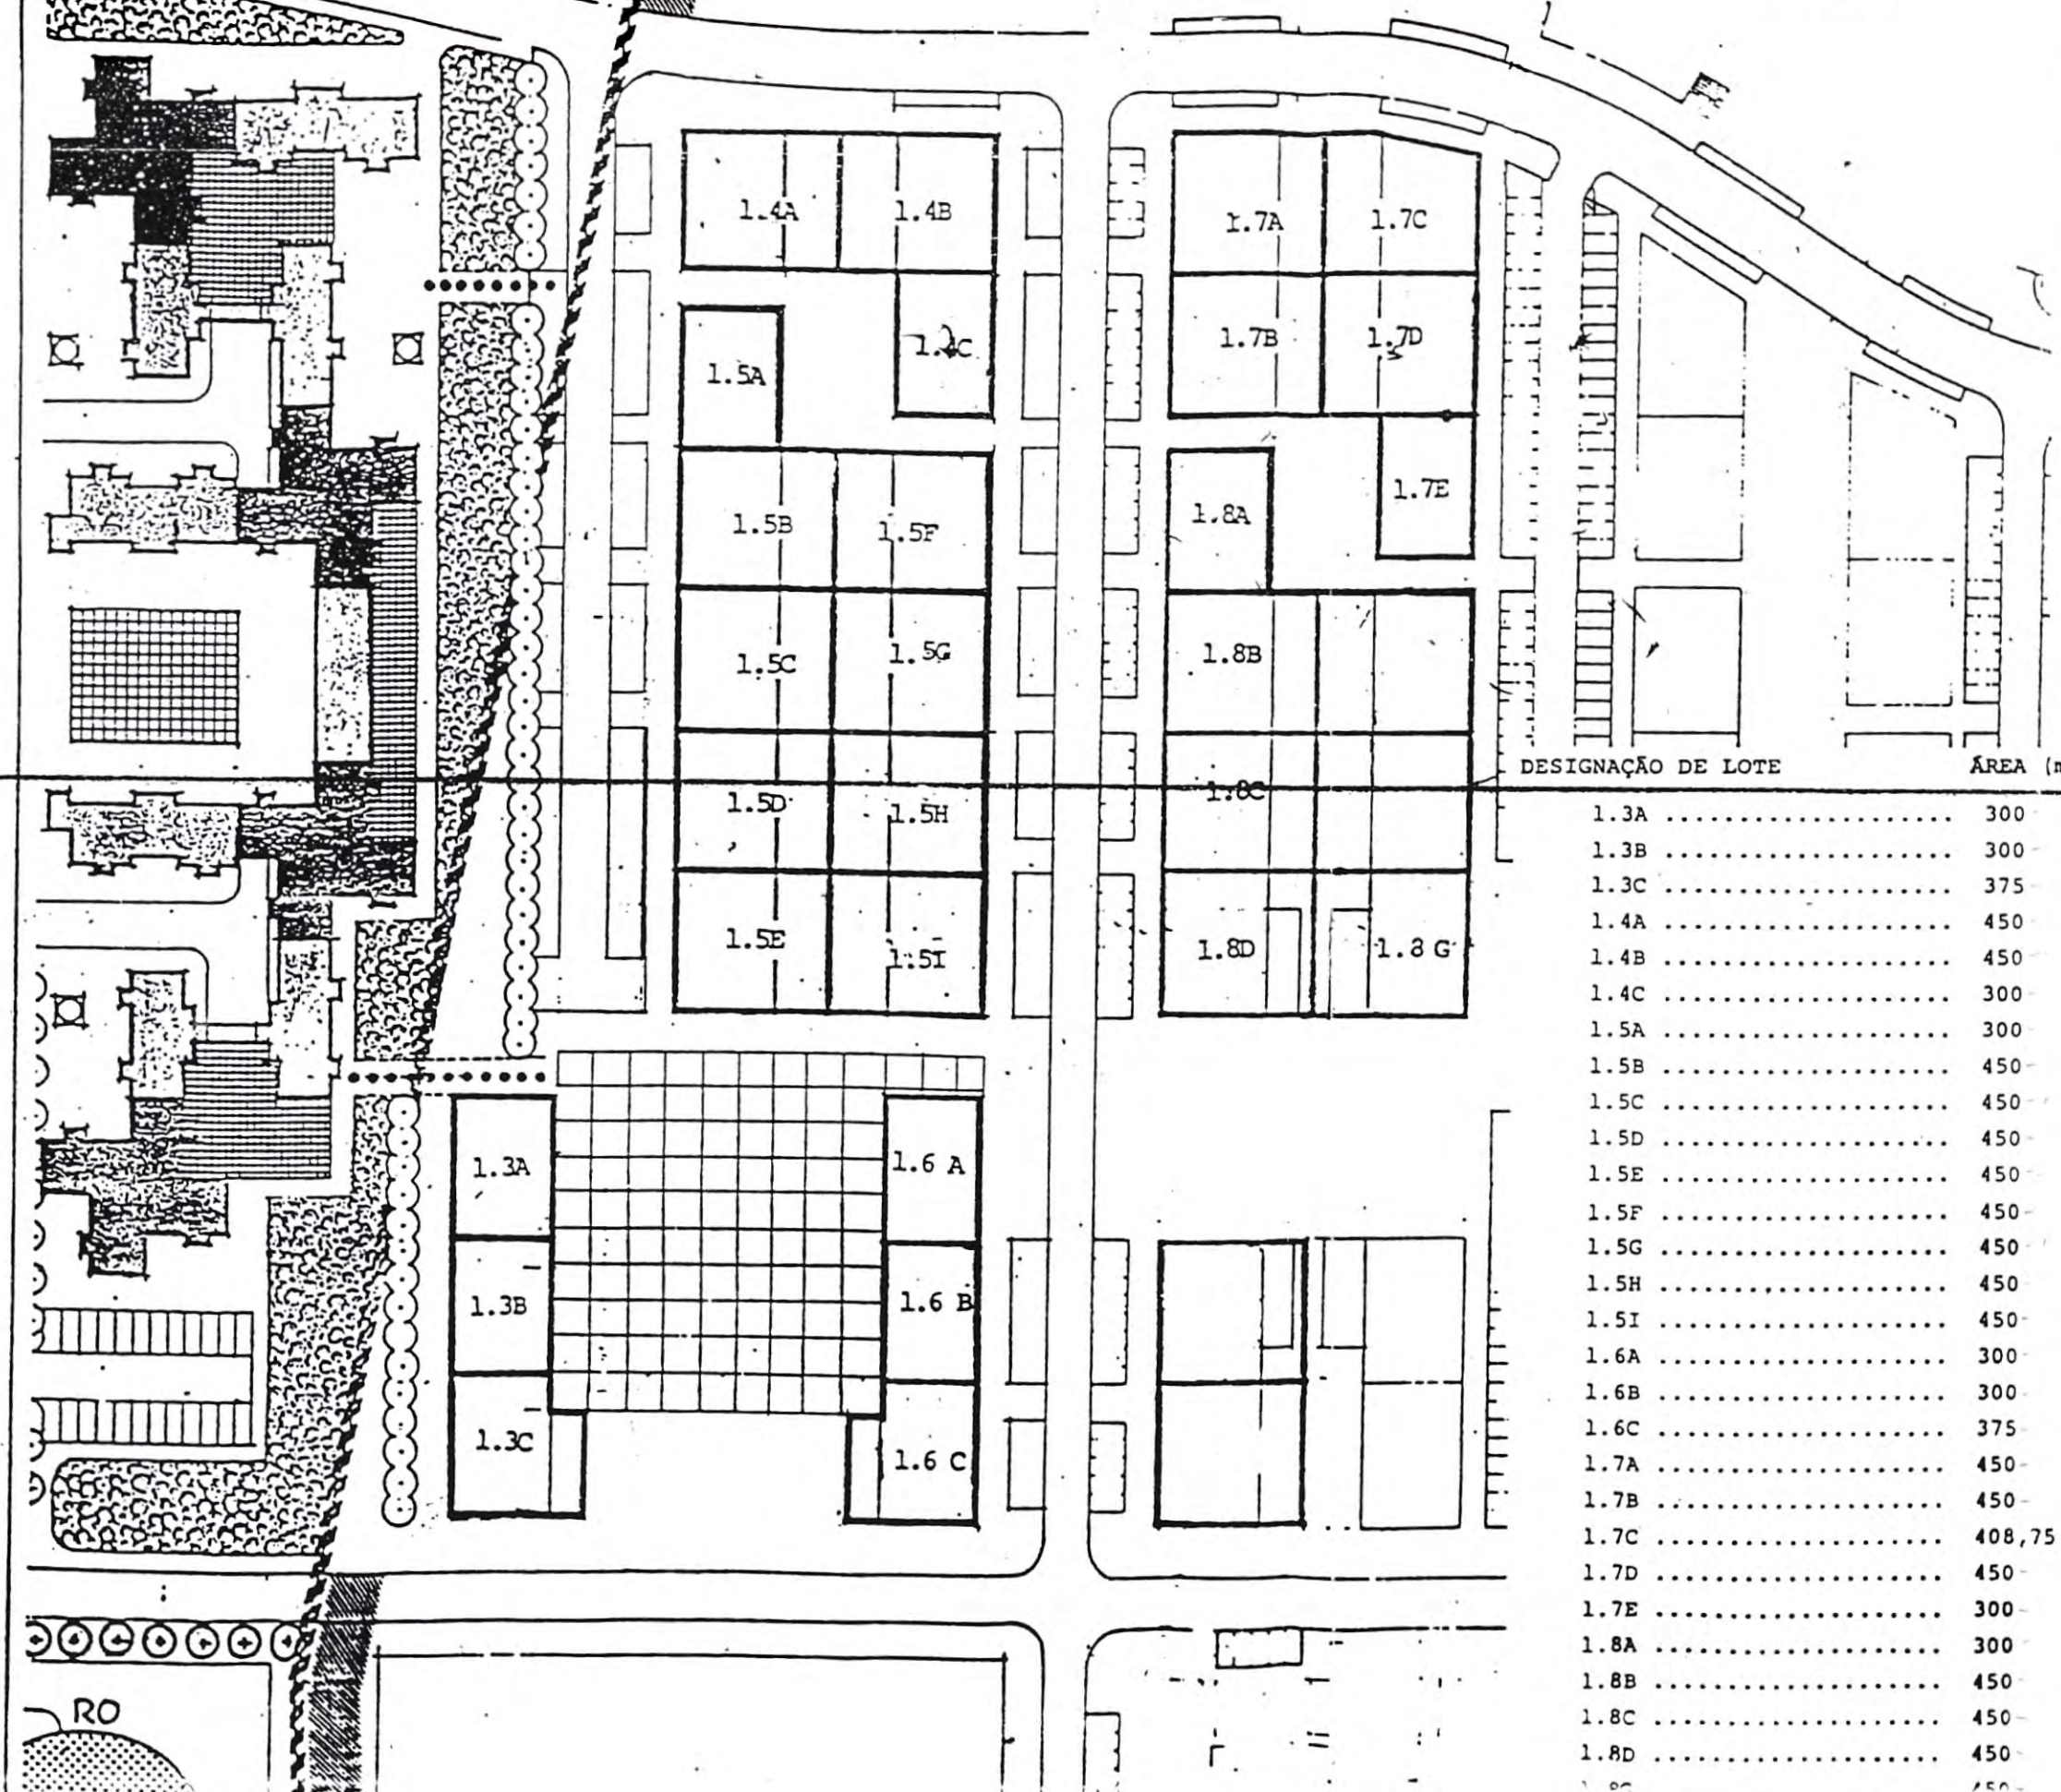 1.4A 1.4B 1.7A 1.7C
1.4C 1.7B 1.7D
1.5A
1.7E
1.5B 1.5F 1.8A
1.5C 1.5G 1.8B
DESIGNAÇÃO DE LOTE ÁREA (m
1.5D 1.5H 1.8C
1.5E 1.5I 1.8D 1.8 G
1.3A 1.6 A
1.3B 1.6 B
1.3C 1.6 C
RO
1.3A .................... 300
1.3B .................... 300
1.3C .................... 375
1.4A .................... 450
1.4B .................... 450
1.4C .................... 300
1.5A .................... 300
1.5B .................... 450
1.5C .................... 450
1.5D .................... 450
1.5E .................... 450
1.5F .................... 450
1.5G .................... 450
1.5H .................... 450
1.5I .................... 450
1.6A .................... 300
1.6B .................... 300
1.6C .................... 375
1.7A .................... 450
1.7B .................... 450
1.7C .................... 408,75
1.7D .................... 450
1.7E .................... 300
1.8A .................... 300
1.8B .................... 450
1.8C .................... 450
1.8D .................... 450